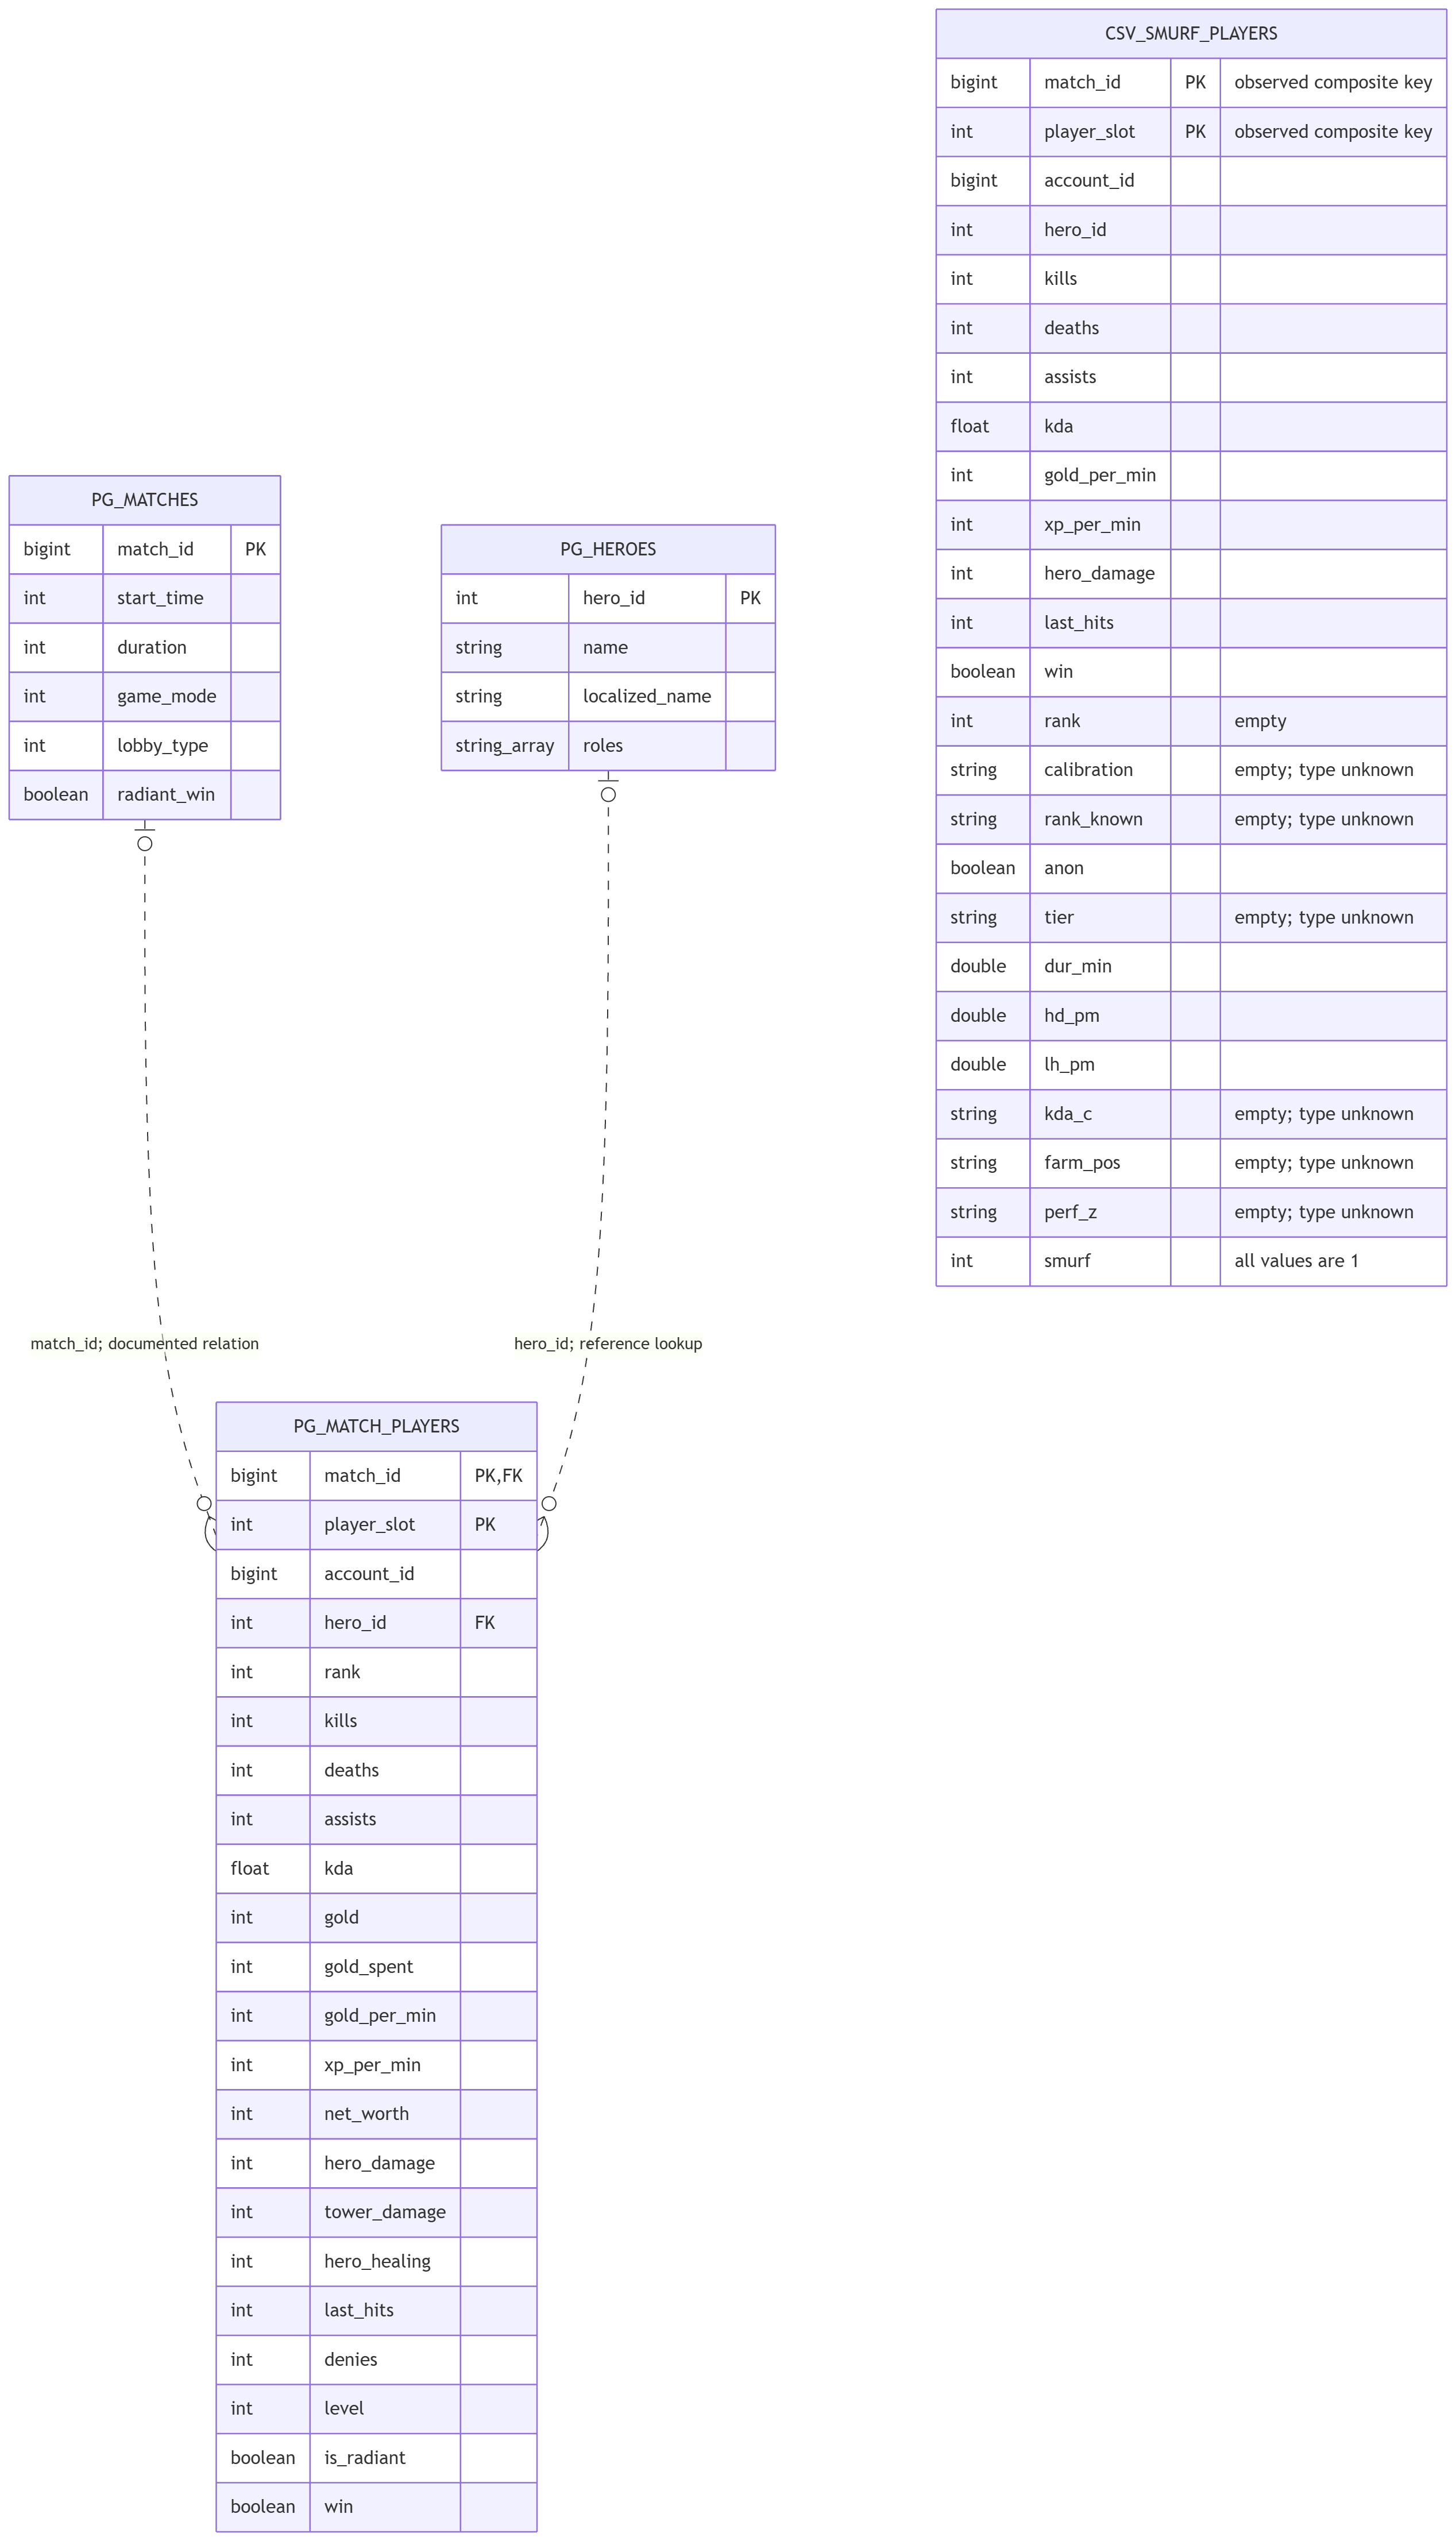 CSV_SMURF_PLAYERS
bigint match_id PK observed composite key
int player_slot PK observed composite key
bigint account_id
int hero_id
int kills
int deaths
int assists
float kda
int gold_per_min
int xp_per_min
int hero_damage
int last_hits
boolean win
int rank empty
string calibration empty; type unknown
string rank_known empty; type unknown
boolean anon
string tier empty; type unknown
double dur_min
double hd_pm
double lh_pm
string kda_c empty; type unknown
string farm_pos empty; type unknown
string perf_z empty; type unknown
int smurf all values are 1
PG_MATCHES
bigint match_id PK
int start_time
int duration
int game_mode
int lobby_type
boolean radiant_win
PG_HEROES
int hero_id PK
string name
string localized_name
string_array roles
match_id; documented relation
hero_id; reference lookup
PG_MATCH_PLAYERS
bigint match_id PK,FK
int player_slot PK
bigint account_id
int hero_id FK
int rank
int kills
int deaths
int assists
float kda
int gold
int gold_spent
int gold_per_min
int xp_per_min
int net_worth
int hero_damage
int tower_damage
int hero_healing
int last_hits
int denies
int level
boolean is_radiant
boolean win